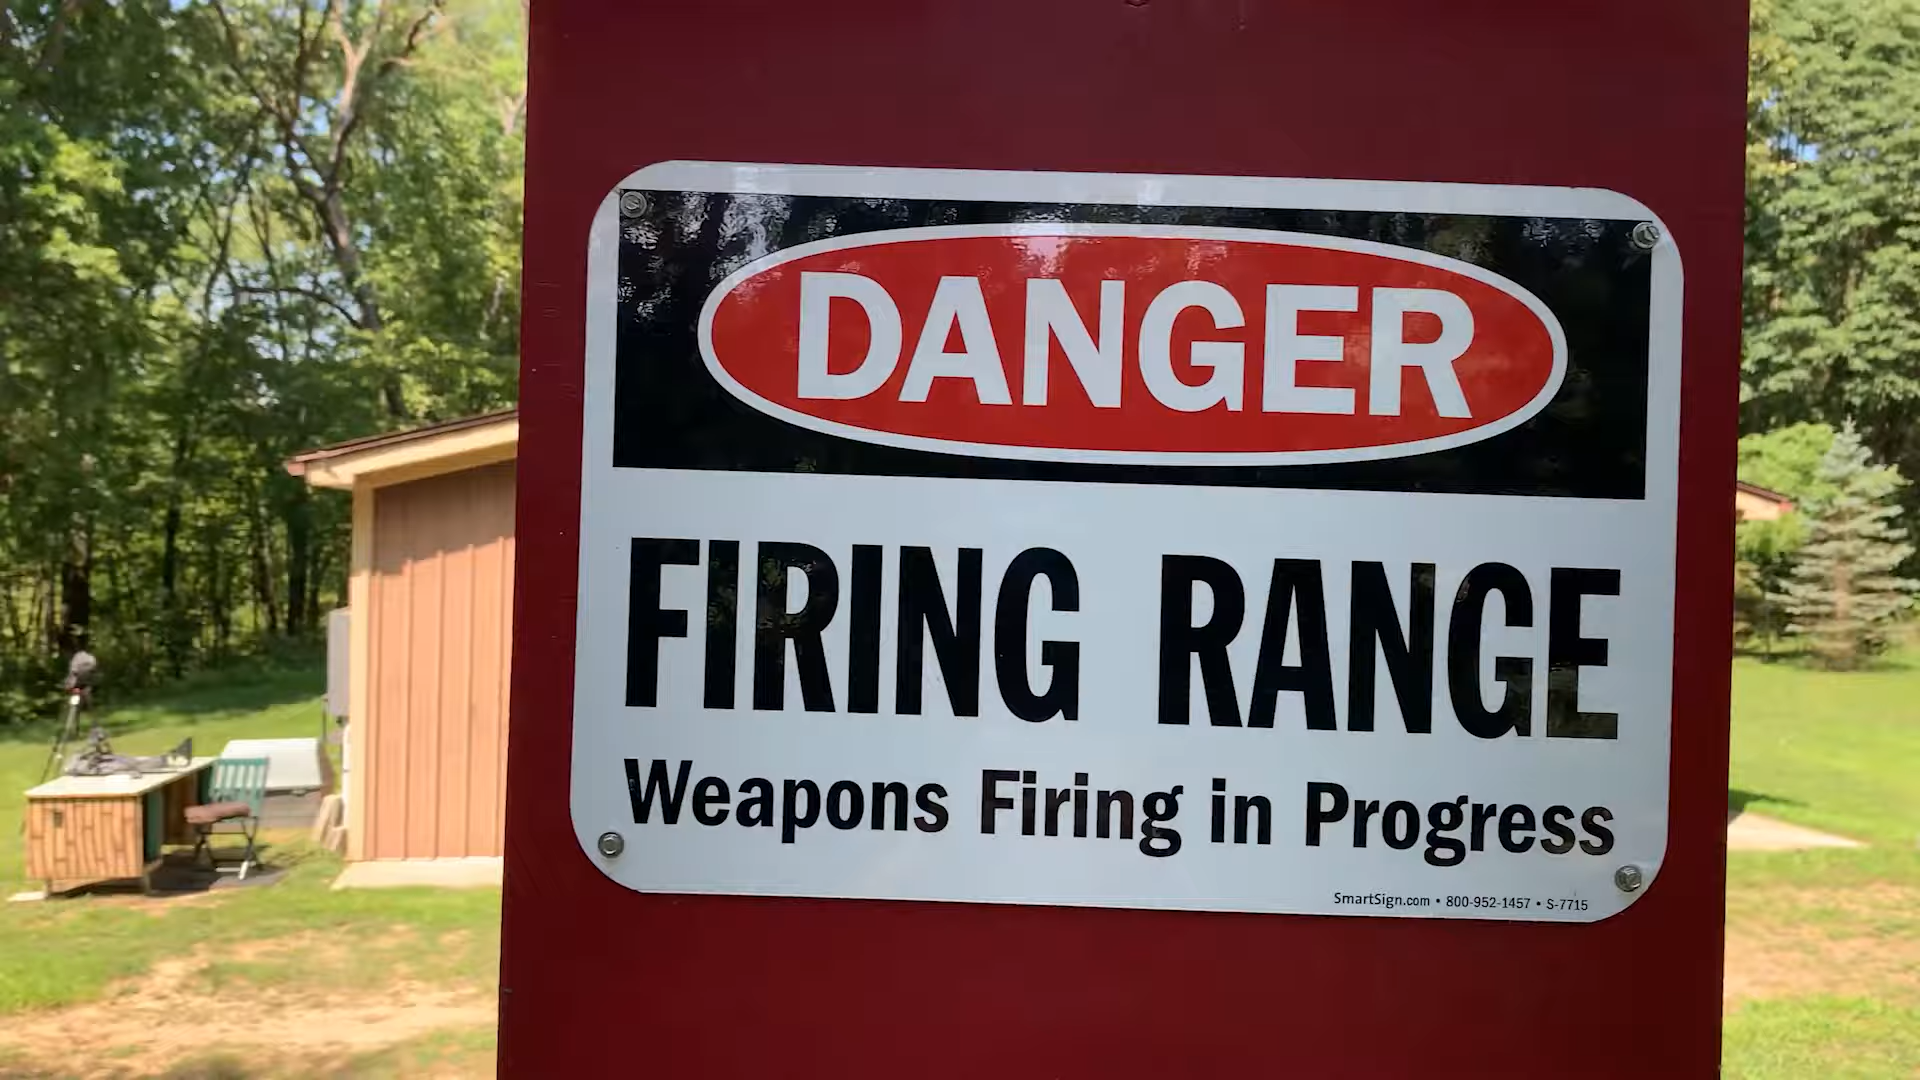 DANGER
FIRING RANGE
Weapons Firing in Progress
SmartSign.com • 800-952-1457 • S-7715